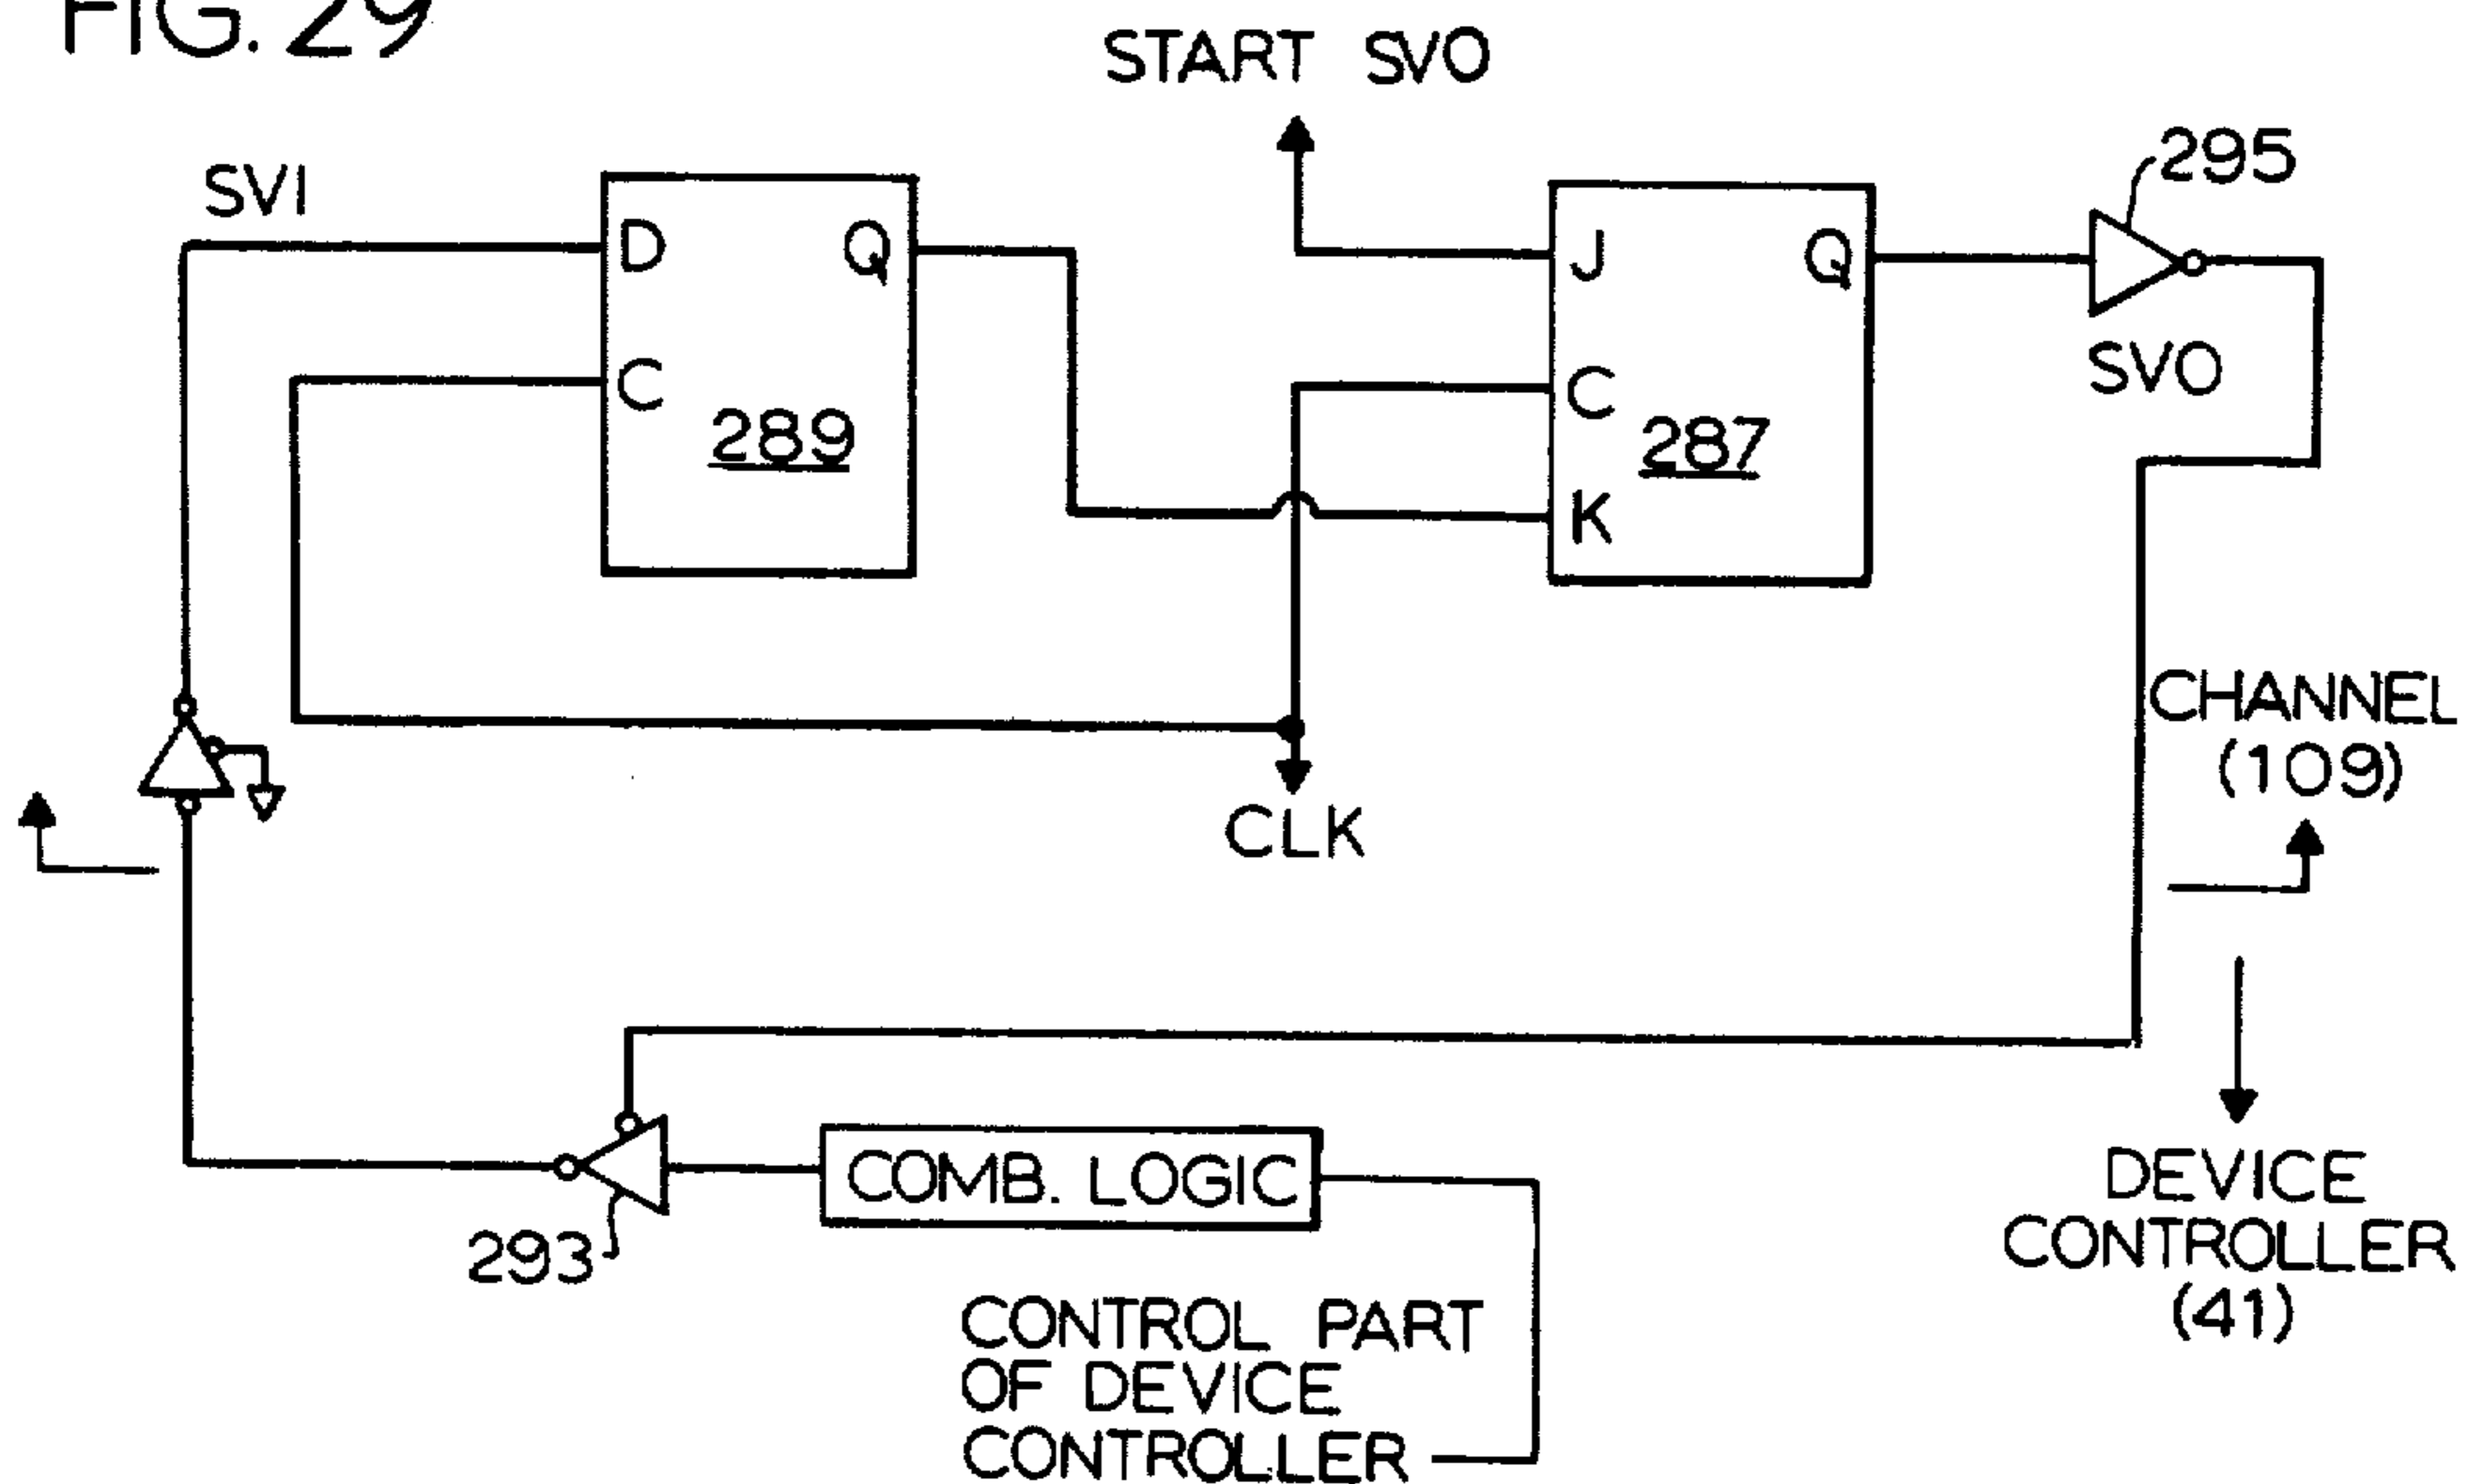 FIG. 29
START SVO
295
SVI
D
Q
J
Q
C
289
C
287
SVO
K
CHANNEL
(109)
CLK
COMB. LOGIC
293
DEVICE
CONTROLLER
(41)
CONTROL PART
OF DEVICE
CONTROLLER